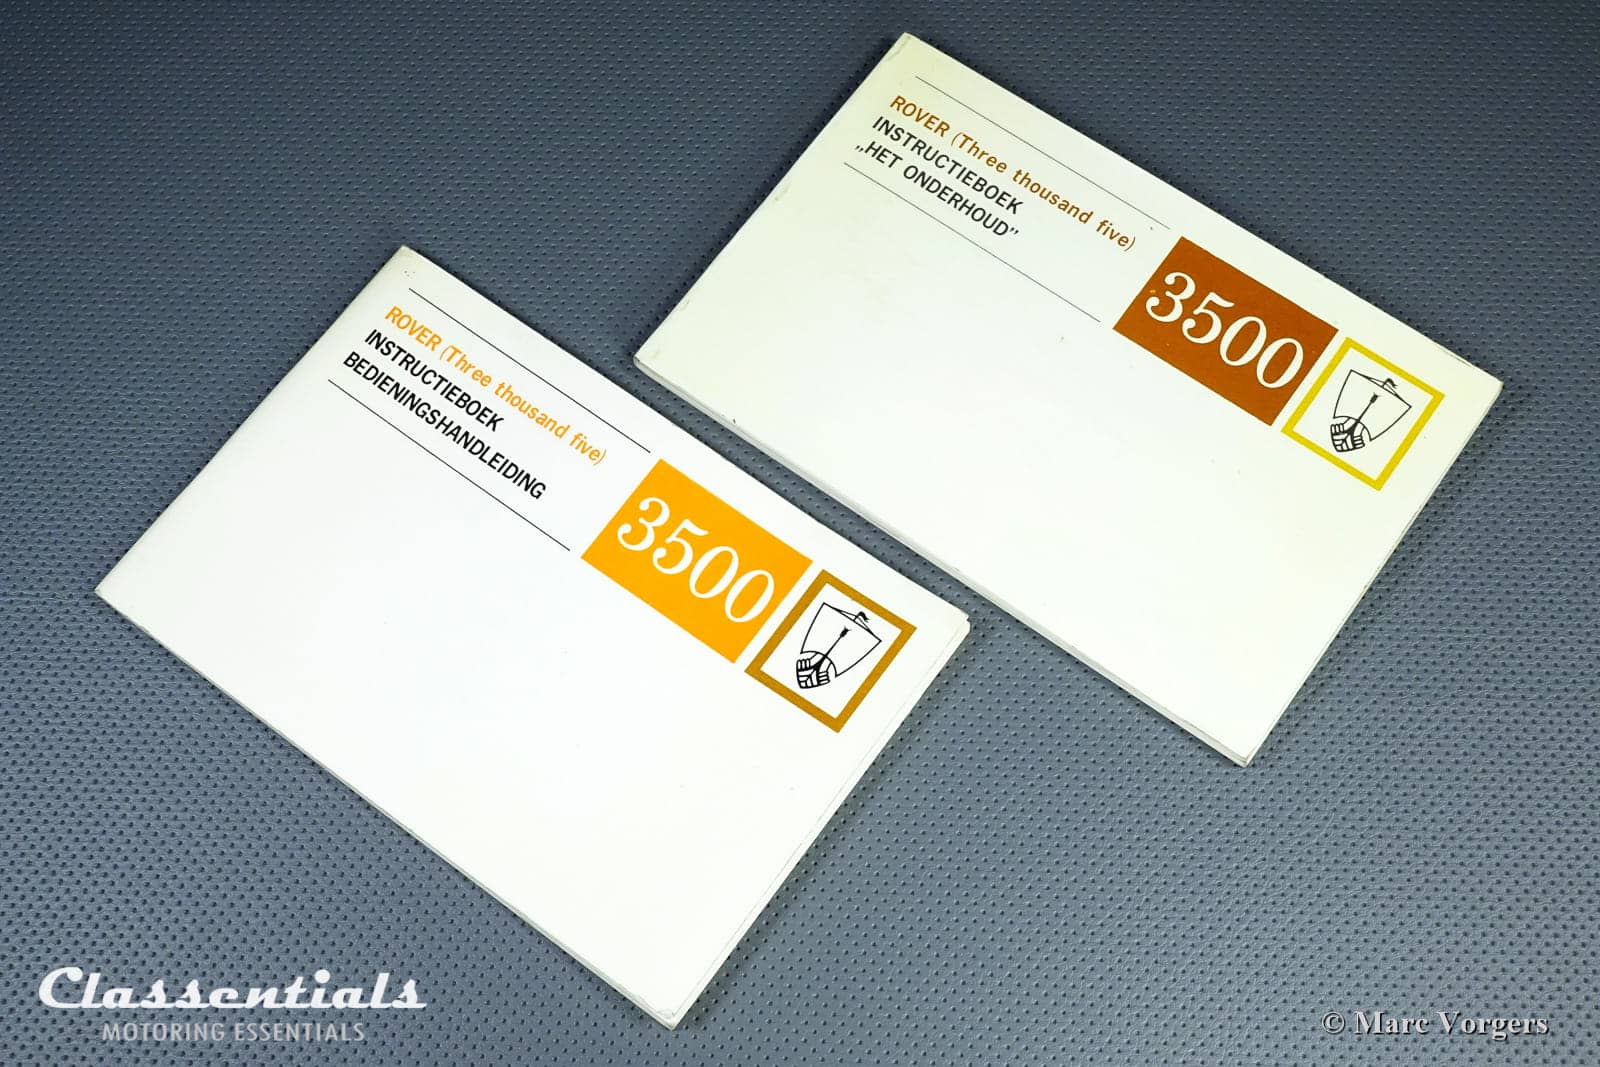 ROVER (Three thousand five)
INSTRUCTIEBOEK
„HET ONDERHOUD”
3500
ROVER (Three thousand five)
INSTRUCTIEBOEK
BEDIENINGSHANDLEIDING
3500
Classentials
MOTORING ESSENTIALS
© Marc Vorgers